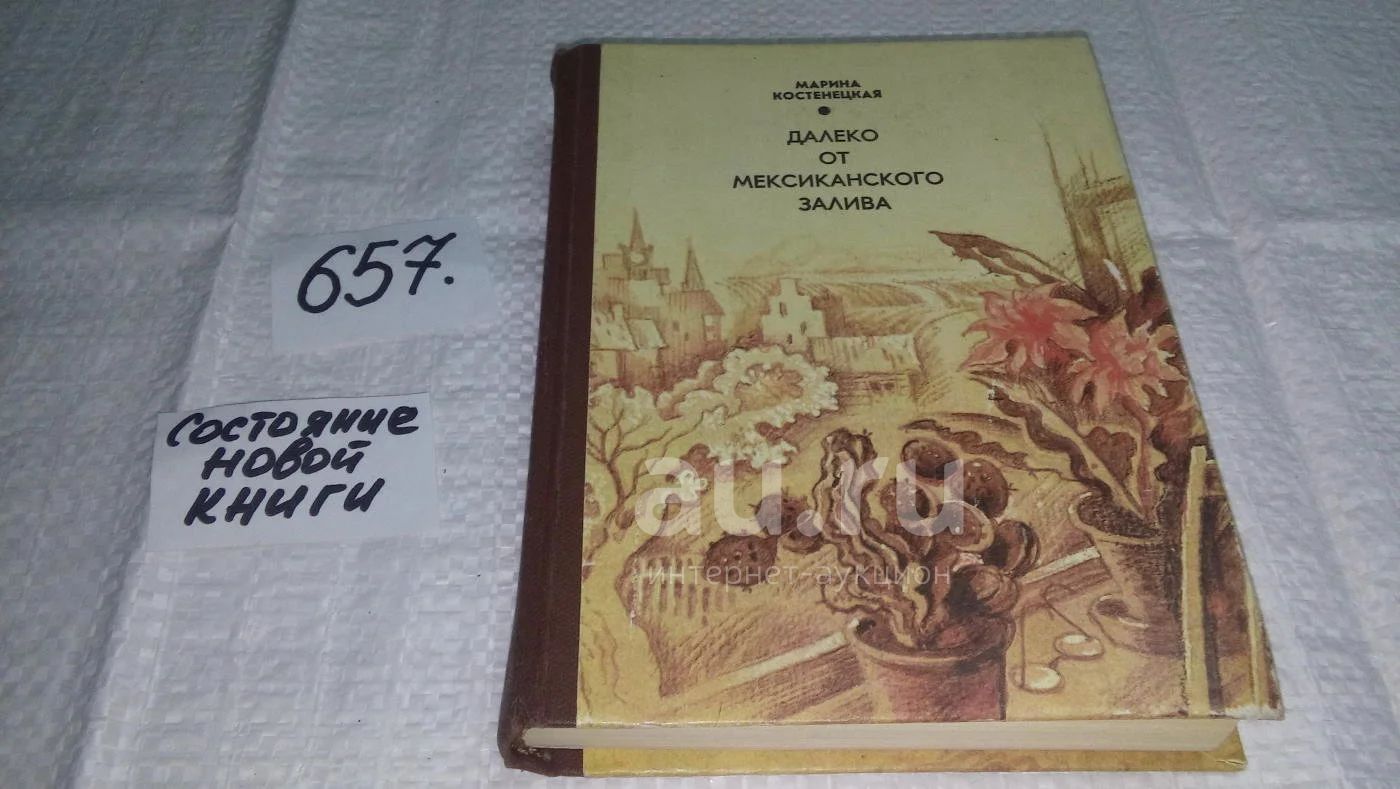 МАРИНА
КОСТЕНЕЦКАЯ
ДАЛЕКО
ОТ
МЕКСИКАНСКОГО
ЗАЛИВА
657.
СОСТОЯНИЕ
НОВОЙ
КНИГИ
au.ru
интернет-аукцион